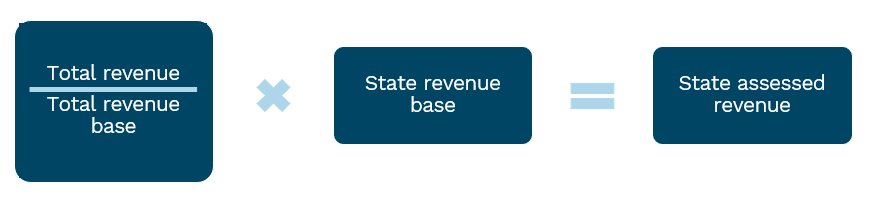 Total revenue
Total revenue
base
State revenue
base
State assessed
revenue